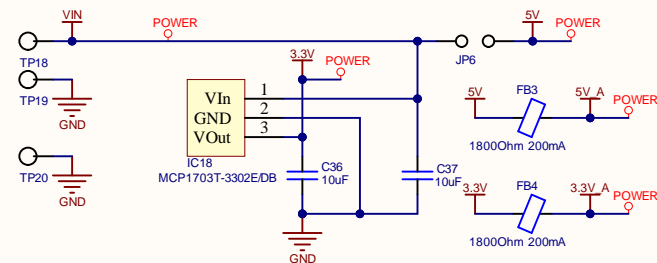 VIN
POWER
5V
POWER
TP18
JP6
3.3V
POWER
TP19
GND
VIn
GND
VOut
1
2
3
IC18
MCP1703T-3302E/DB
C36
10uF
C37
10uF
GND
TP20
GND
5V
FB3
5V_A
POWER
1800Ohm 200mA
3.3V
FB4
3.3V_A
POWER
1800Ohm 200mA